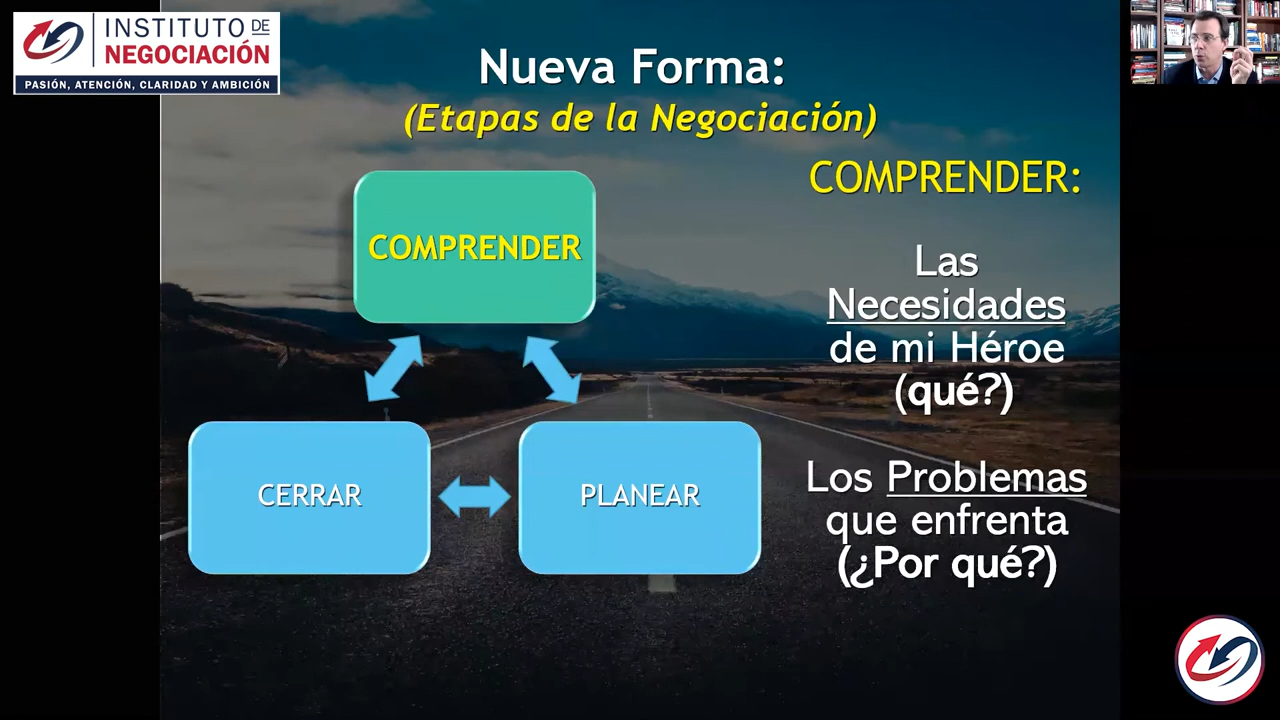 INSTITUTO DE
NEGOCIACIÓN
PASIÓN, ATENCIÓN, CLARIDAD Y AMBICIÓN
Nueva Forma:
(Etapas de la Negociación)
COMPRENDER
CERRAR
PLANEAR
COMPRENDER:
Las
Necesidades
de mi Héroe
(qué?)
Los Problemas
que enfrenta
(¿Por qué?)